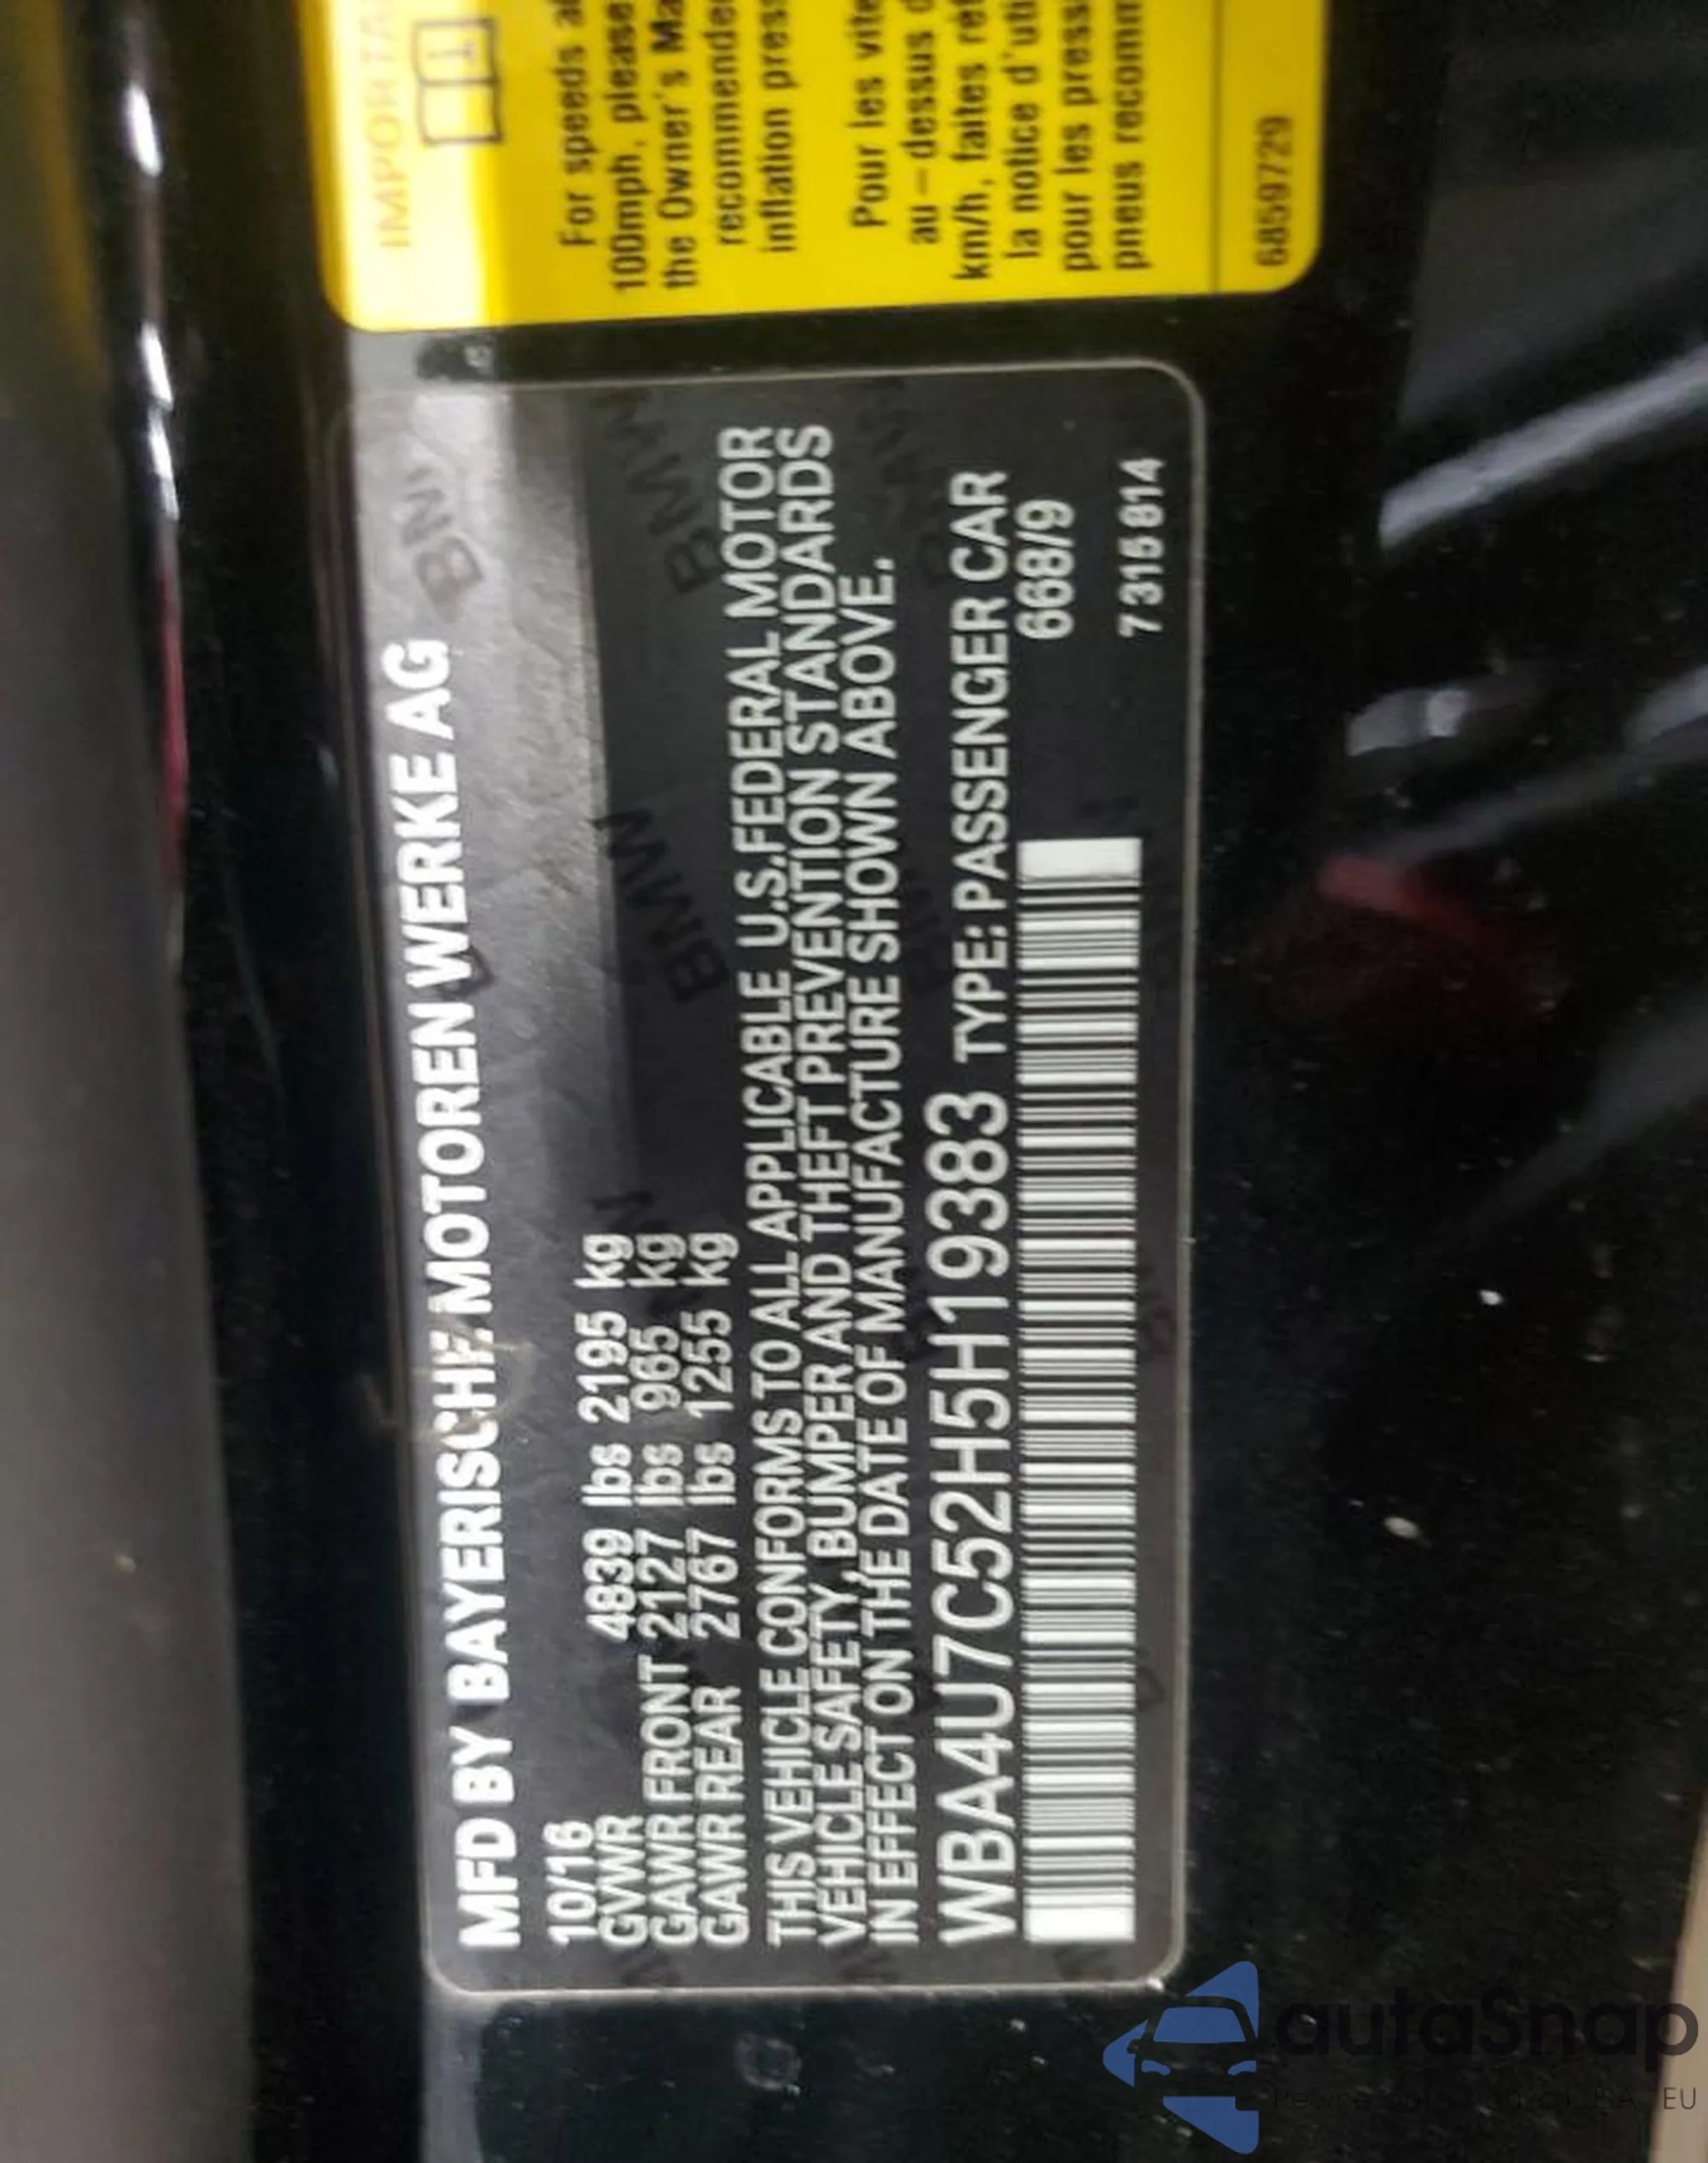 MFD BY BAYERISCHE MOTOREN WERKE AG
10/16
GVWR 4839 lbs 2195 kg
GAWR FRONT 2127 lbs 965 kg
GAWR REAR 2767 lbs 1255 kg
THIS VEHICLE CONFORMS TO ALL APPLICABLE U.S. FEDERAL MOTOR
VEHICLE SAFETY, BUMPER AND THEFT PREVENTION STANDARDS
IN EFFECT ON THE DATE OF MANUFACTURE SHOWN ABOVE.
WBA4U7C52H5H19383 TYPE: PASSENGER CAR
668/9
7 315 814
For speeds
100mph, please
the Owner's
recommende
inflation press
Pour les
au-dessus
km/h, faites
la notice d'uti
pour les press
pneus recomm
6859729
BMW
BMW
autaSnap
EU